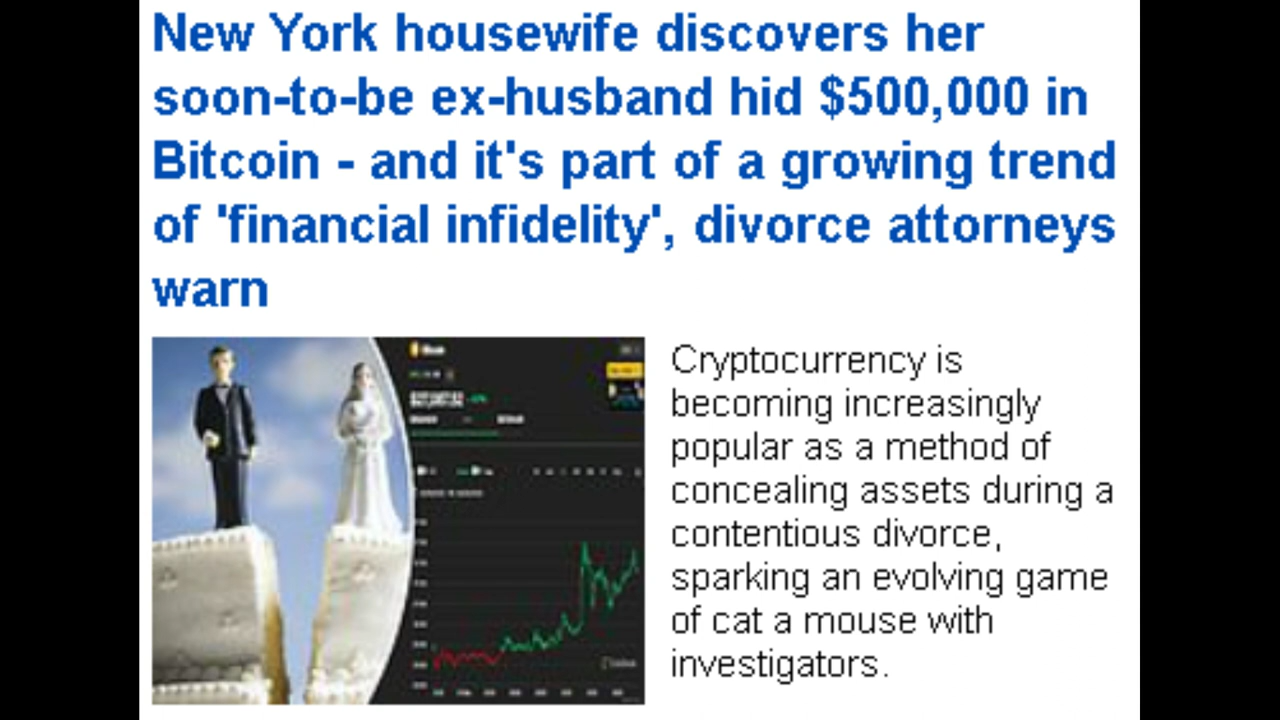 New York housewife discovers her
soon-to-be ex-husband hid $500,000 in
Bitcoin - and it's part of a growing trend
of 'financial infidelity', divorce attorneys
warn
Cryptocurrency is
becoming increasingly
popular as a method of
concealing assets during a
contentious divorce,
sparking an evolving game
of cat a mouse with
investigators.